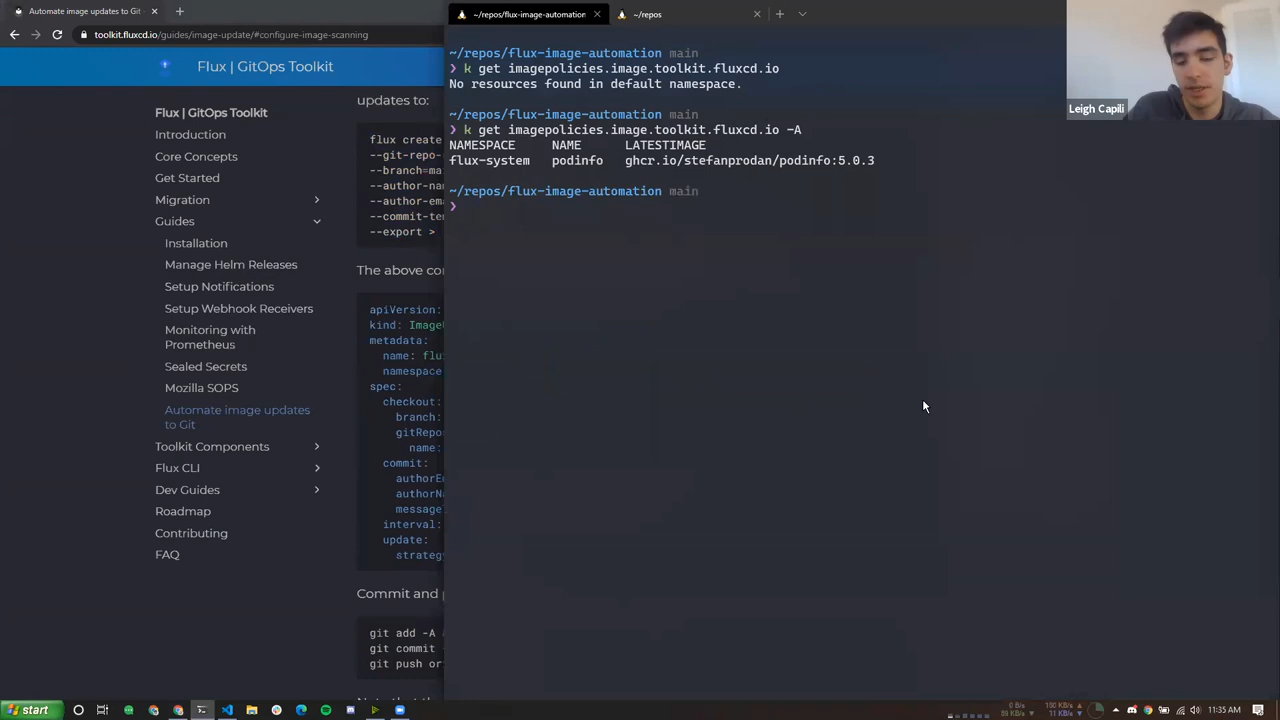 Automate image updates to Git -
~/repos/flux-image-automation
~/repos
toolkit.fluxcd.io/guides/image-update/#configure-image-scanning
Flux | GitOps Toolkit
Flux | GitOps Toolkit
Introduction
Core Concepts
Get Started
Migration
Guides
Installation
Manage Helm Releases
Setup Notifications
Setup Webhook Receivers
Monitoring with
Prometheus
Sealed Secrets
Mozilla SOPS
Automate image updates
to Git
Toolkit Components
Flux CLI
Dev Guides
Roadmap
Contributing
FAQ
updates to:
flux create
--git-repo-
--branch=ma
--author-na
--author-em
--commit-tem
--export >
The above co
apiVersion:
kind: Image
metadata:
name: flu
namespace
spec:
checkout:
branch:
gitRepo
name:
commit:
authorE
authorNa
message
interval:
update:
strateg
Commit and p
git add -A
git commit
git push or
~/repos/flux-image-automation main
❯ k get imagepolicies.image.toolkit.fluxcd.io
No resources found in default namespace.
~/repos/flux-image-automation main
❯ k get imagepolicies.image.toolkit.fluxcd.io -A
NAMESPACE NAME LATESTIMAGE
flux-system podinfo ghcr.io/stefanprodan/podinfo:5.0.3
~/repos/flux-image-automation main
❯
Leigh Capili
start
11:35 AM